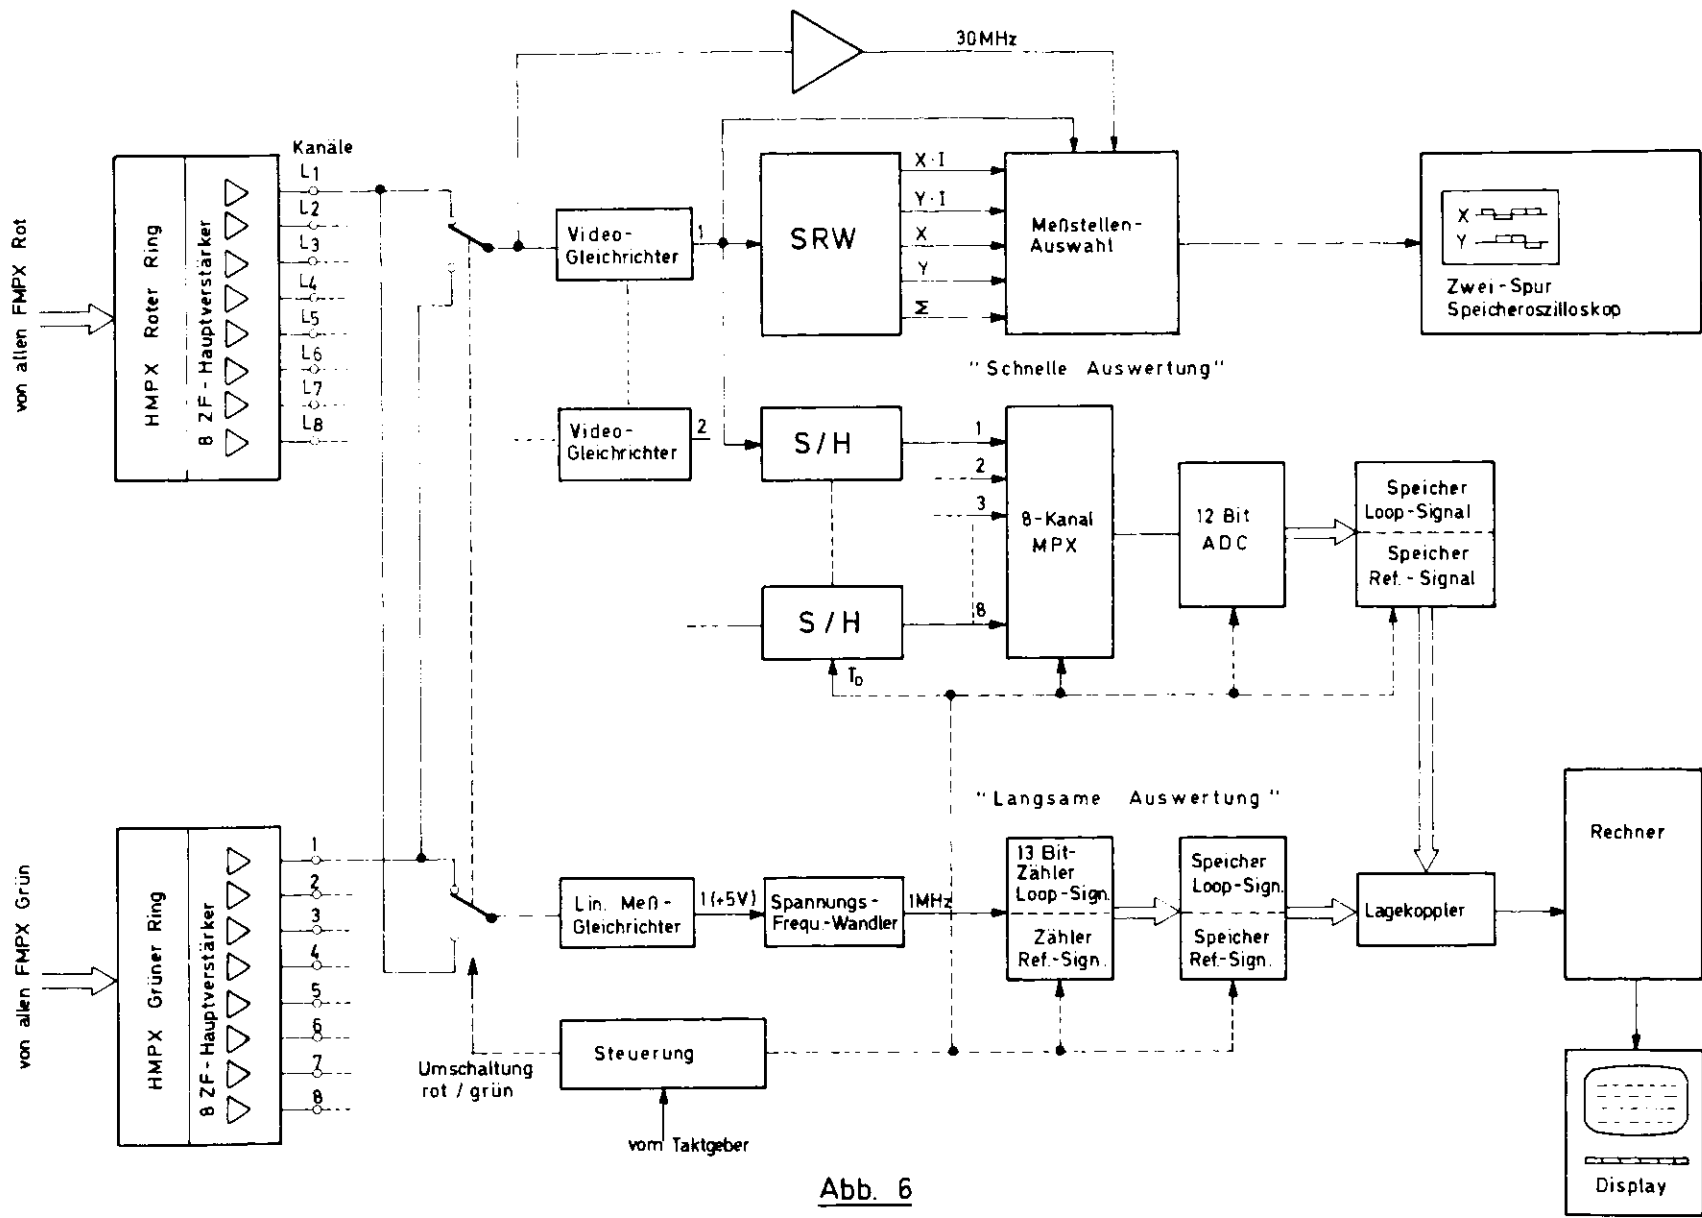 30MHz
Kanäle
L1
L2
L3
L4
L5
L6
L7
L8
von allen FMPX Rot
HMPX Roter Ring
8 ZF-Hauptverstärker
Video-
Gleichrichter
1
SRW
X·I
Y·I
X
Y
Σ
Meßstellen-
Auswahl
X
Y
Zwei-Spur
Speicheroszilloskop
"Schnelle Auswertung"
Video-
Gleichrichter
2
S/H
1
2
3
8
8-Kanal
MPX
12 Bit
ADC
Speicher
Loop-Signal
Speicher
Ref.-Signal
S/H
T0
"Langsame Auswertung"
von allen FMPX Grün
HMPX Grüner Ring
8 ZF-Hauptverstärker
1
2
3
4
5
6
7
8
Lin. Meß-
Gleichrichter
1(+5V)
Spannungs-
Frequ.-Wandler
1MHz
13 Bit-
Zähler
Loop-Sign.
Zähler
Ref.-Sign.
Speicher
Loop-Sign.
Speicher
Ref.-Sign.
Lagekoppler
Rechner
Display
Umschaltung
rot / grün
Steuerung
vom Taktgeber
Abb. 6